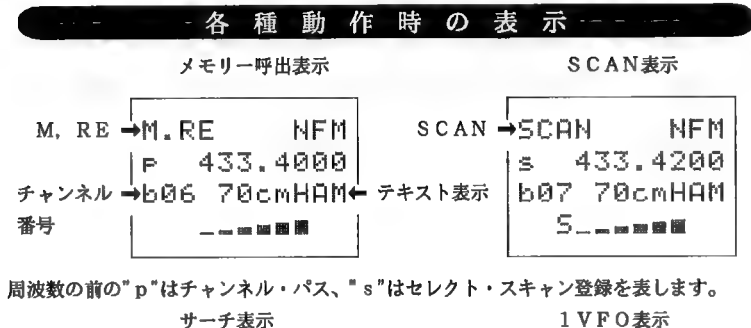 各種動作時の表示
メモリー呼出表示 SCAN表示
M, RE →M.RE NFM SCAN →SCAN NFM
p 433.4000 s 433.4200
チャンネル →b06 70cmHAM← テキスト表示 b07 70cmHAM
番号 S
周波数の前の"p"はチャンネル・パス、"s"はセレクト・スキャン登録を表します。
サーチ表示 1VFO表示